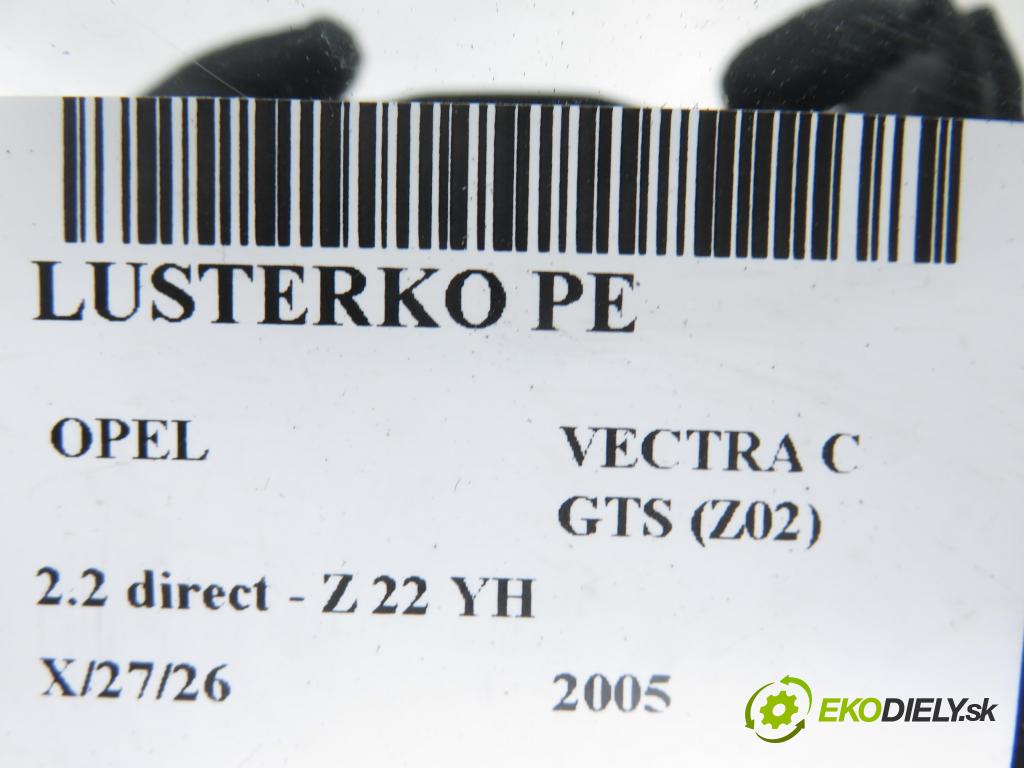 LUSTERKO PE
OPEL
VECTRA C
GTS (Z02)
2.2 direct - Z 22 YH
X/27/26
2005
EKODIELY.sk